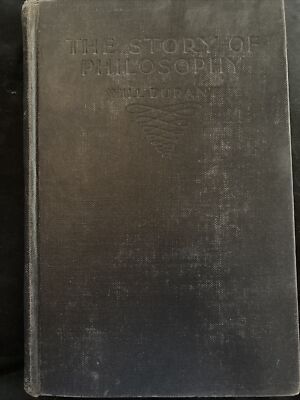 THE STORY OF
PHILOSOPHY
WILL DURANT